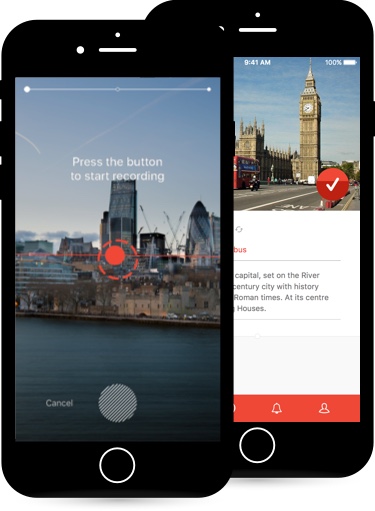 Press the button
to start recording
Cancel
9:41 AM 100%
bus
capital, set on the River
century city with history
Roman times. At its centre
Houses.